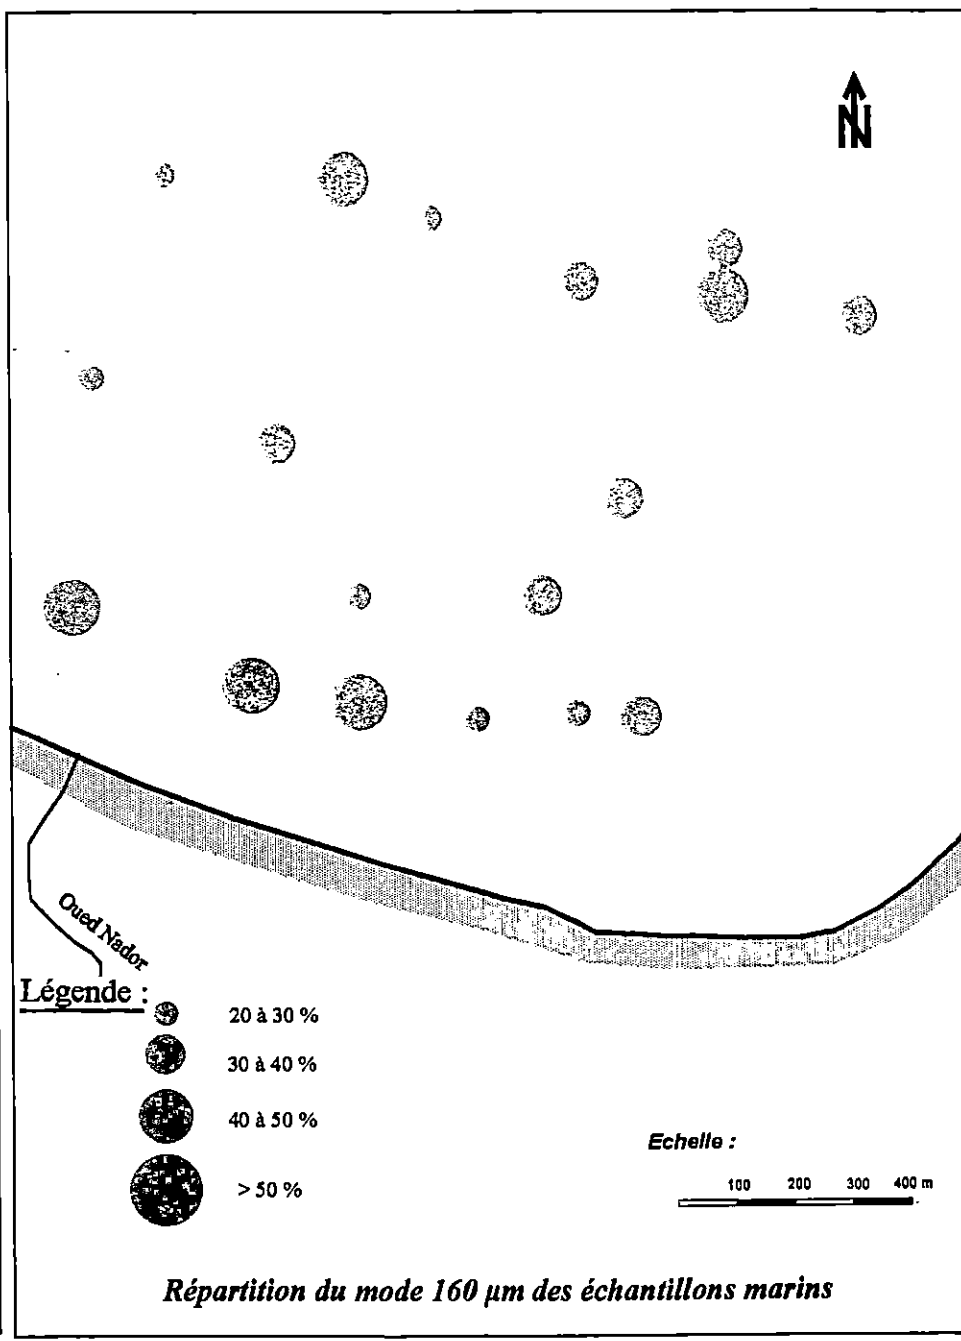 N
Oued Nador
Légende :
20 à 30 %
30 à 40 %
40 à 50 %
> 50 %
Echelle :
100 200 300 400 m
Répartition du mode 160 µm des échantillons marins